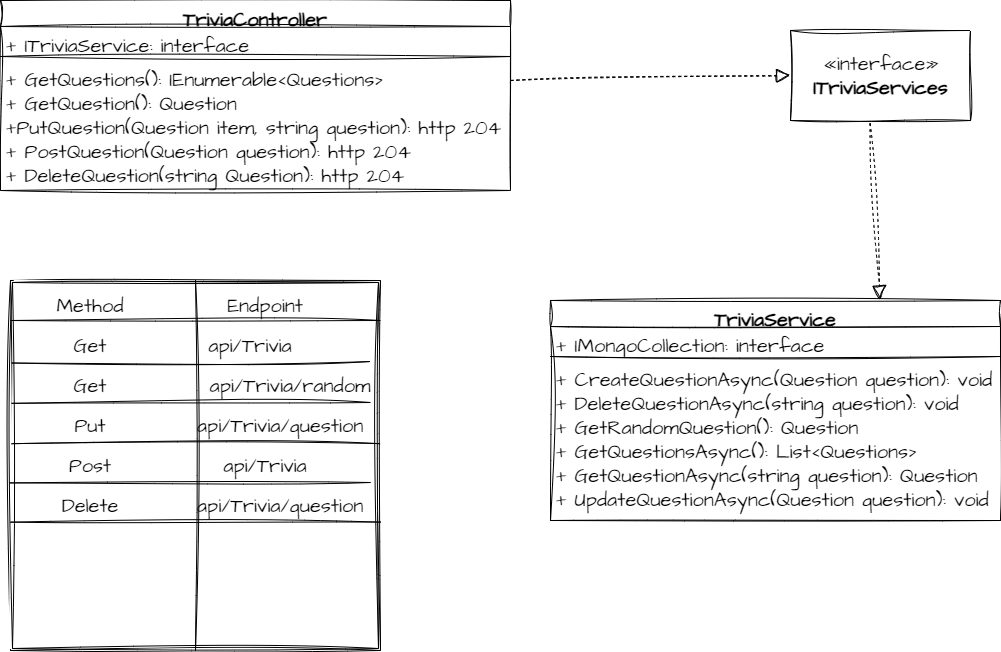 TriviaController
+ ITriviaService: interface
+ GetQuestions(): IEnumerable<Questions>
+ GetQuestion(): Question
+PutQuestion(Question item, string question): http 204
+ PostQuestion(Question question): http 204
+ DeleteQuestion(string Question): http 204
«interface»
ITriviaServices
Method Endpoint
Get api/Trivia
Get api/Trivia/random
Put api/Trivia/question
Post api/Trivia
Delete api/Trivia/question
TriviaService
+ IMongoCollection: interface
+ CreateQuestionAsync(Question question): void
+ DeleteQuestionAsync(string question): void
+ GetRandomQuestion(): Question
+ GetQuestionsAsync(): List<Questions>
+ GetQuestionAsync(string question): Question
+ UpdateQuestionAsync(Question question): void